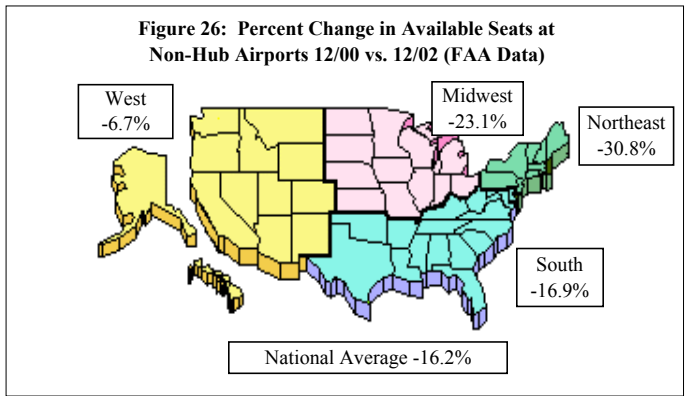 Figure 26: Percent Change in Available Seats at
Non-Hub Airports 12/00 vs. 12/02 (FAA Data)
West
-6.7%
Midwest
-23.1%
Northeast
-30.8%
South
-16.9%
National Average -16.2%